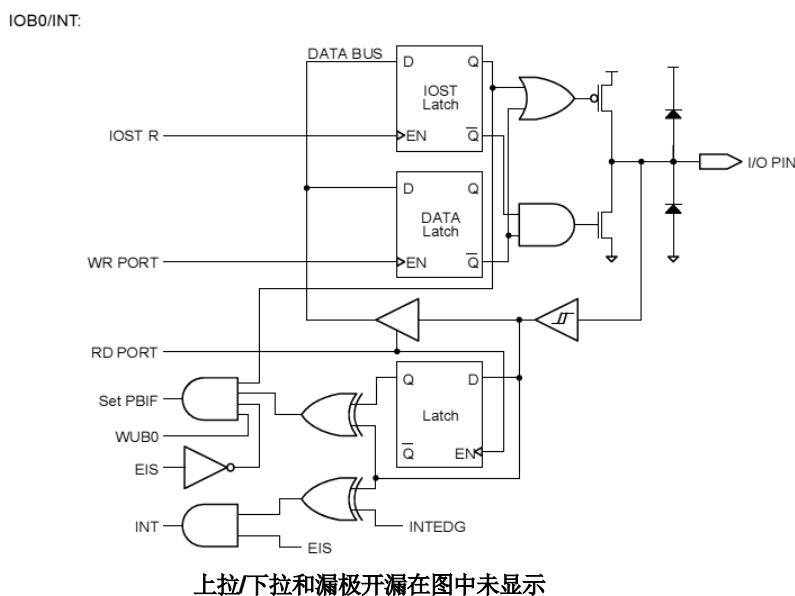 IOB0/INT:
DATA BUS
D
Q
IOST
Latch
IOST R
EN
Q
I/O PIN
D
Q
DATA
Latch
WR PORT
EN
Q
RD PORT
Q
D
Set PBIF
Latch
WUB0
Q
EN
EIS
INT
INTEDG
EIS
上拉/下拉和漏极开漏在图中未显示